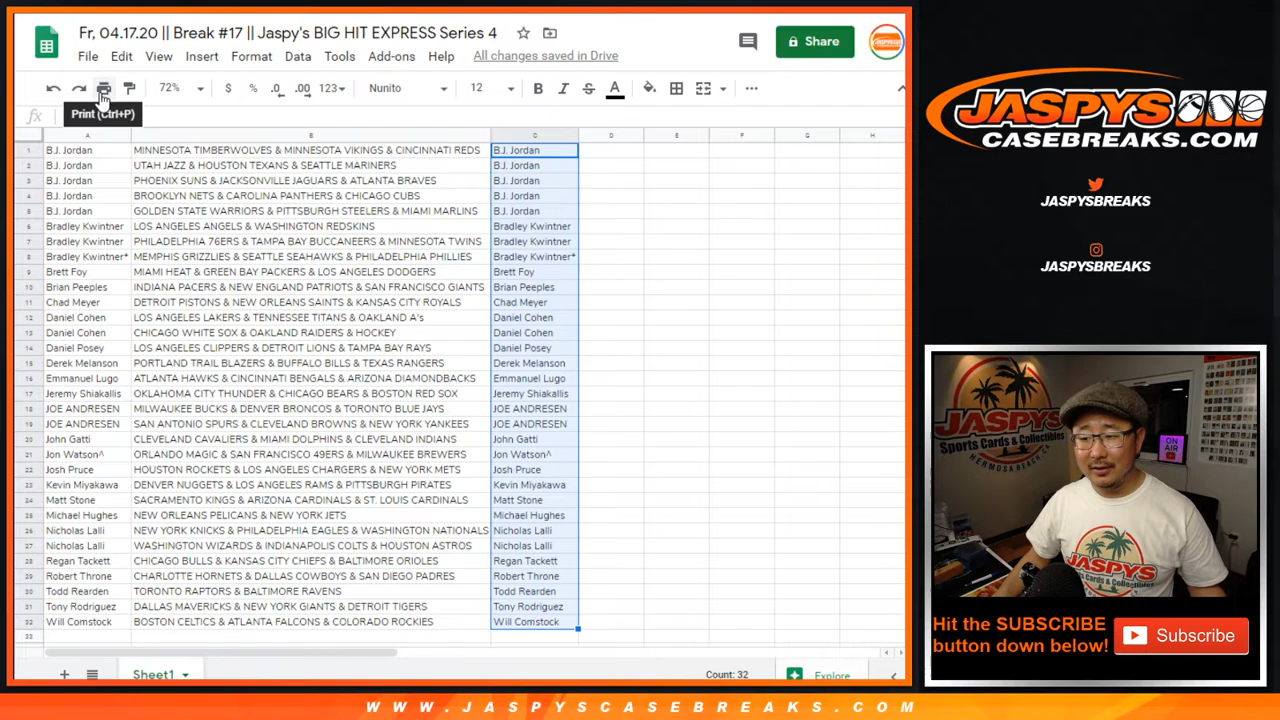 Fr, 04.17.20 || Break #17 || Jaspy's BIG HIT EXPRESS Series 4
File Edit View Insert Format Data Tools Add-ons Help All changes saved in Drive
Share
72% $ % .0 .00 123 Nunito 12 B I S A
Print (Ctrl+P)
fx
A B C D E F G H
1 B.J. Jordan MINNESOTA TIMBERWOLVES & MINNESOTA VIKINGS & CINCINNATI REDS B.J. Jordan
2 B.J. Jordan UTAH JAZZ & HOUSTON TEXANS & SEATTLE MARINERS B.J. Jordan
3 B.J. Jordan PHOENIX SUNS & JACKSONVILLE JAGUARS & ATLANTA BRAVES B.J. Jordan
4 B.J. Jordan BROOKLYN NETS & CAROLINA PANTHERS & CHICAGO CUBS B.J. Jordan
5 B.J. Jordan GOLDEN STATE WARRIORS & PITTSBURGH STEELERS & MIAMI MARLINS B.J. Jordan
6 Bradley Kwintner LOS ANGELES ANGELS & WASHINGTON REDSKINS Bradley Kwintner
7 Bradley Kwintner PHILADELPHIA 76ERS & TAMPA BAY BUCCANEERS & MINNESOTA TWINS Bradley Kwintner
8 Bradley Kwintner* MEMPHIS GRIZZLIES & SEATTLE SEAHAWKS & PHILADELPHIA PHILLIES Bradley Kwintner*
9 Brett Foy MIAMI HEAT & GREEN BAY PACKERS & LOS ANGELES DODGERS Brett Foy
10 Brian Peeples INDIANA PACERS & NEW ENGLAND PATRIOTS & SAN FRANCISCO GIANTS Brian Peeples
11 Chad Meyer DETROIT PISTONS & NEW ORLEANS SAINTS & KANSAS CITY ROYALS Chad Meyer
12 Daniel Cohen LOS ANGELES LAKERS & TENNESSEE TITANS & OAKLAND A's Daniel Cohen
13 Daniel Cohen CHICAGO WHITE SOX & OAKLAND RAIDERS & HOCKEY Daniel Cohen
14 Daniel Posey LOS ANGELES CLIPPERS & DETROIT LIONS & TAMPA BAY RAYS Daniel Posey
15 Derek Melanson PORTLAND TRAIL BLAZERS & BUFFALO BILLS & TEXAS RANGERS Derek Melanson
16 Emmanuel Lugo ATLANTA HAWKS & CINCINNATI BENGALS & ARIZONA DIAMONDBACKS Emmanuel Lugo
17 Jeremy Shiakallis OKLAHOMA CITY THUNDER & CHICAGO BEARS & BOSTON RED SOX Jeremy Shiakallis
18 JOE ANDRESEN MILWAUKEE BUCKS & DENVER BRONCOS & TORONTO BLUE JAYS JOE ANDRESEN
19 JOE ANDRESEN SAN ANTONIO SPURS & CLEVELAND BROWNS & NEW YORK YANKEES JOE ANDRESEN
20 John Gatti CLEVELAND CAVALIERS & MIAMI DOLPHINS & CLEVELAND INDIANS John Gatti
21 Jon Watson^ ORLANDO MAGIC & SAN FRANCISCO 49ERS & MILWAUKEE BREWERS Jon Watson^
22 Josh Pruce HOUSTON ROCKETS & LOS ANGELES CHARGERS & NEW YORK METS Josh Pruce
23 Kevin Miyakawa DENVER NUGGETS & LOS ANGELES RAMS & PITTSBURGH PIRATES Kevin Miyakawa
24 Matt Stone SACRAMENTO KINGS & ARIZONA CARDINALS & ST. LOUIS CARDINALS Matt Stone
25 Michael Hughes NEW ORLEANS PELICANS & NEW YORK JETS Michael Hughes
26 Nicholas Lalli NEW YORK KNICKS & PHILADELPHIA EAGLES & WASHINGTON NATIONALS Nicholas Lalli
27 Nicholas Lalli WASHINGTON WIZARDS & INDIANAPOLIS COLTS & HOUSTON ASTROS Nicholas Lalli
28 Regan Tackett CHICAGO BULLS & KANSAS CITY CHIEFS & BALTIMORE ORIOLES Regan Tackett
29 Robert Throne CHARLOTTE HORNETS & DALLAS COWBOYS & SAN DIEGO PADRES Robert Throne
30 Todd Rearden TORONTO RAPTORS & BALTIMORE RAVENS Todd Rearden
31 Tony Rodriguez DALLAS MAVERICKS & NEW YORK GIANTS & DETROIT TIGERS Tony Rodriguez
32 Will Comstock BOSTON CELTICS & ATLANTA FALCONS & COLORADO ROCKIES Will Comstock
33
Sheet1 Count: 32 Explore
JASPYS
CASEBREAKS.COM
JASPYSBREAKS
JASPYSBREAKS
JASPYS
Sports Cards & Collectibles
HERMOSA BEACH, CA
ON AIR
JASPYS
Sports Cards & Collectibles
Hit the SUBSCRIBE
button down below!
Subscribe
WWW.JASPYSCASEBREAKS.COM